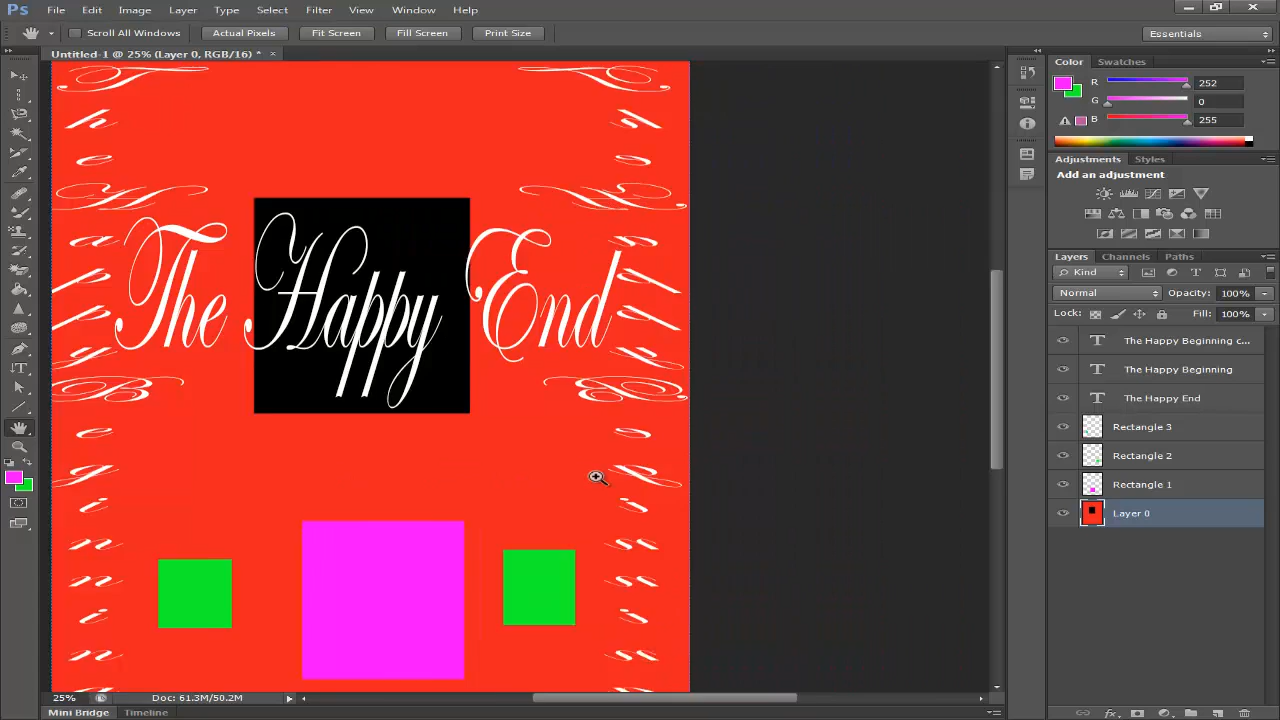 Ps File Edit Image Layer Type Select Filter View Window Help
Scroll All Windows Actual Pixels Fit Screen Fill Screen Print Size Essentials
Untitled-1 @ 25% (Layer 0, RGB/16) * ×
The Happy End
Color Swatches
R 252
G 0
B 255
Adjustments Styles
Add an adjustment
Layers Channels Paths
Kind
Normal Opacity: 100%
Lock: Fill: 100%
The Happy Beginning c...
The Happy Beginning
The Happy End
Rectangle 3
Rectangle 2
Rectangle 1
Layer 0
25% Doc: 61.3M/50.2M
Mini Bridge Timeline